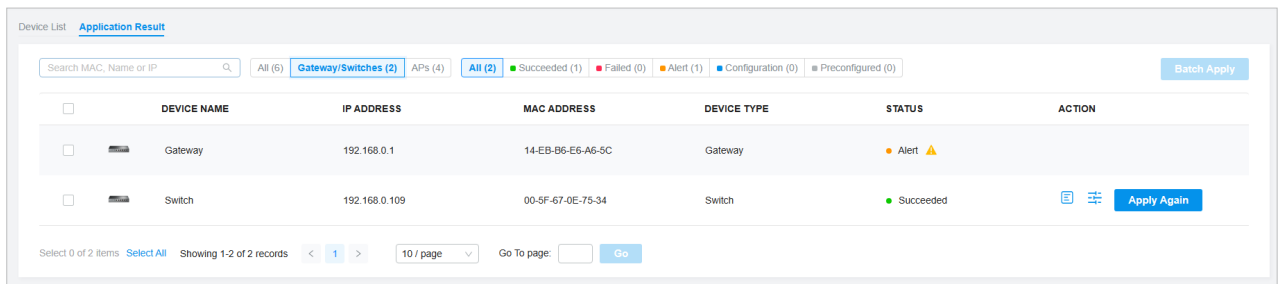 Device List Application Result
Search MAC, Name or IP All (6) Gateway/Switches (2) APs (4) All (2) Succeeded (1) Failed (0) Alert (1) Configuration (0) Preconfigured (0) Batch Apply
DEVICE NAME IP ADDRESS MAC ADDRESS DEVICE TYPE STATUS ACTION
Gateway 192.168.0.1 14-EB-B6-E6-A6-5C Gateway Alert
Switch 192.168.0.109 00-5F-67-0E-75-34 Switch Succeeded Apply Again
Select 0 of 2 items Select All Showing 1-2 of 2 records < 1 > 10 / page Go To page: Go